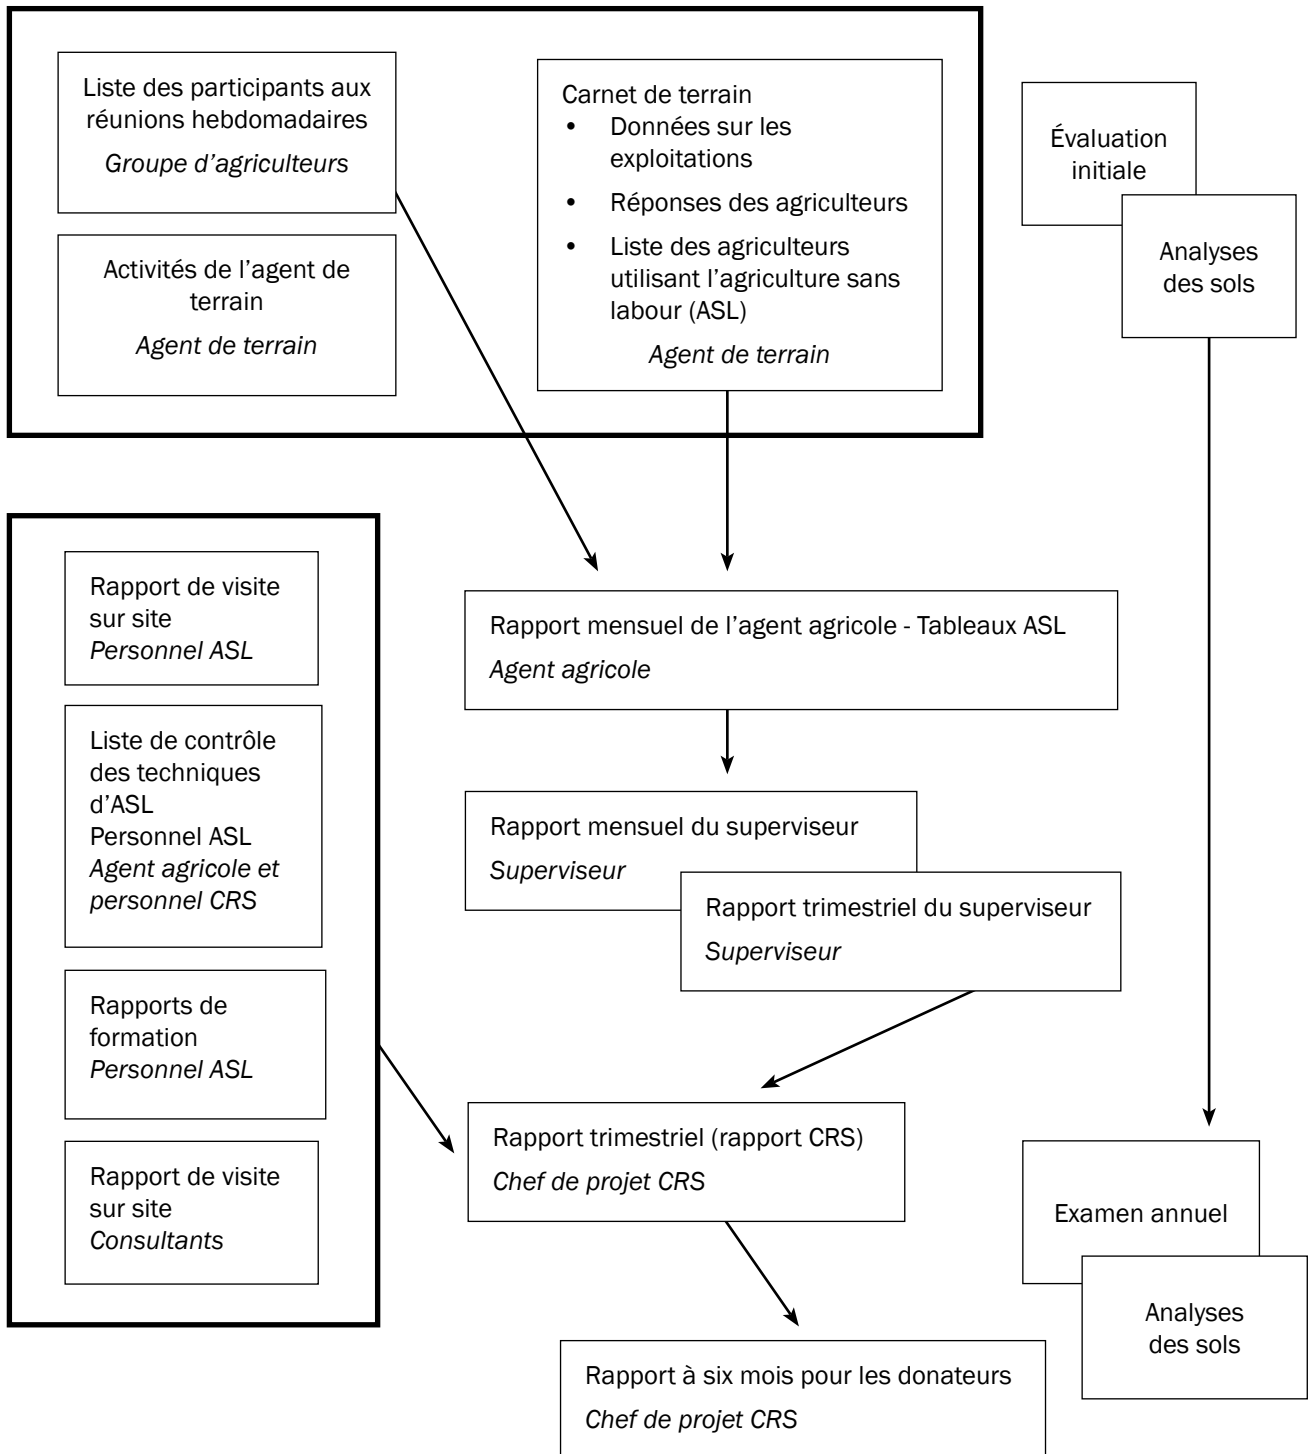 Liste des participants aux
réunions hebdomadaires
Groupe d'agriculteurs
Activités de l'agent de
terrain
Agent de terrain
Carnet de terrain
• Données sur les
exploitations
• Réponses des agriculteurs
• Liste des agriculteurs
utilisant l'agriculture sans
labour (ASL)
Agent de terrain
Évaluation
initiale
Analyses
des sols
Rapport de visite
sur site
Personnel ASL
Liste de contrôle
des techniques
d'ASL
Personnel ASL
Agent agricole et
personnel CRS
Rapports de
formation
Personnel ASL
Rapport de visite
sur site
Consultants
Rapport mensuel de l'agent agricole - Tableaux ASL
Agent agricole
Rapport mensuel du superviseur
Superviseur
Rapport trimestriel du superviseur
Superviseur
Rapport trimestriel (rapport CRS)
Chef de projet CRS
Rapport à six mois pour les donateurs
Chef de projet CRS
Examen annuel
Analyses
des sols